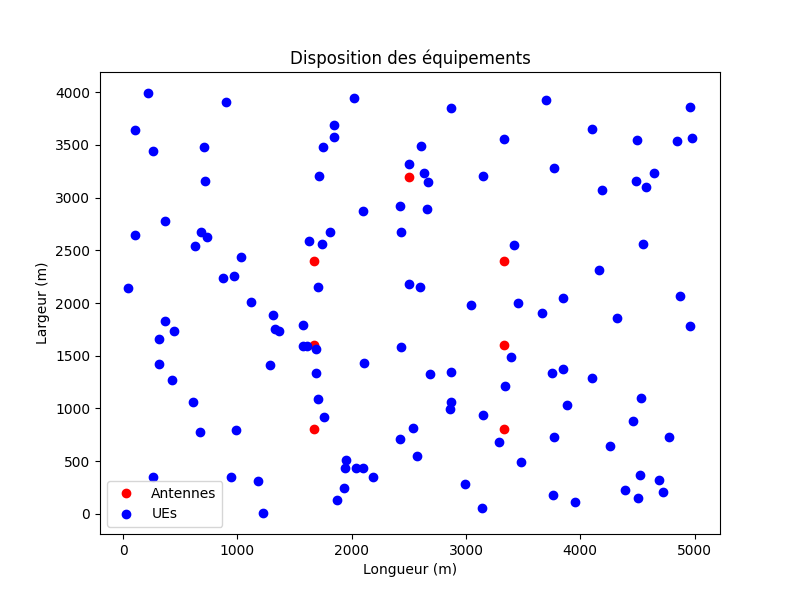 Disposition des équipements
Largeur (m)
4000
3500
3000
2500
2000
1500
1000
500
0
Antennes
UEs
0 1000 2000 3000 4000 5000
Longueur (m)